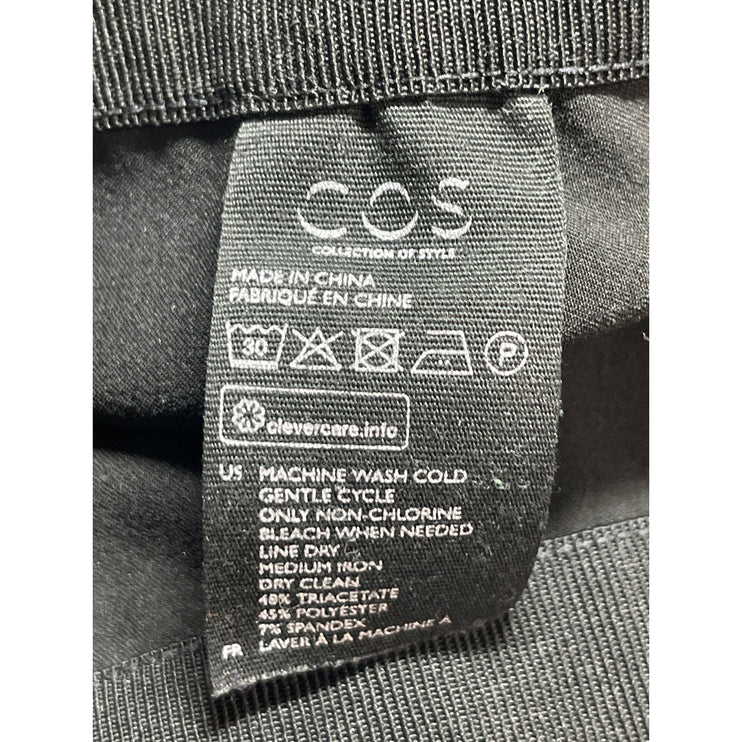 COS
COLLECTION OF STYLE
MADE IN CHINA
FABRIQUÉ EN CHINE
30 P
clevercare.info
US MACHINE WASH COLD
GENTLE CYCLE
ONLY NON-CHLORINE
BLEACH WHEN NEEDED
LINE DRY
MEDIUM IRON
DRY CLEAN
48% TRIACETATE
45% POLYESTER
7% SPANDEX
FR LAVER À LA MACHINE À